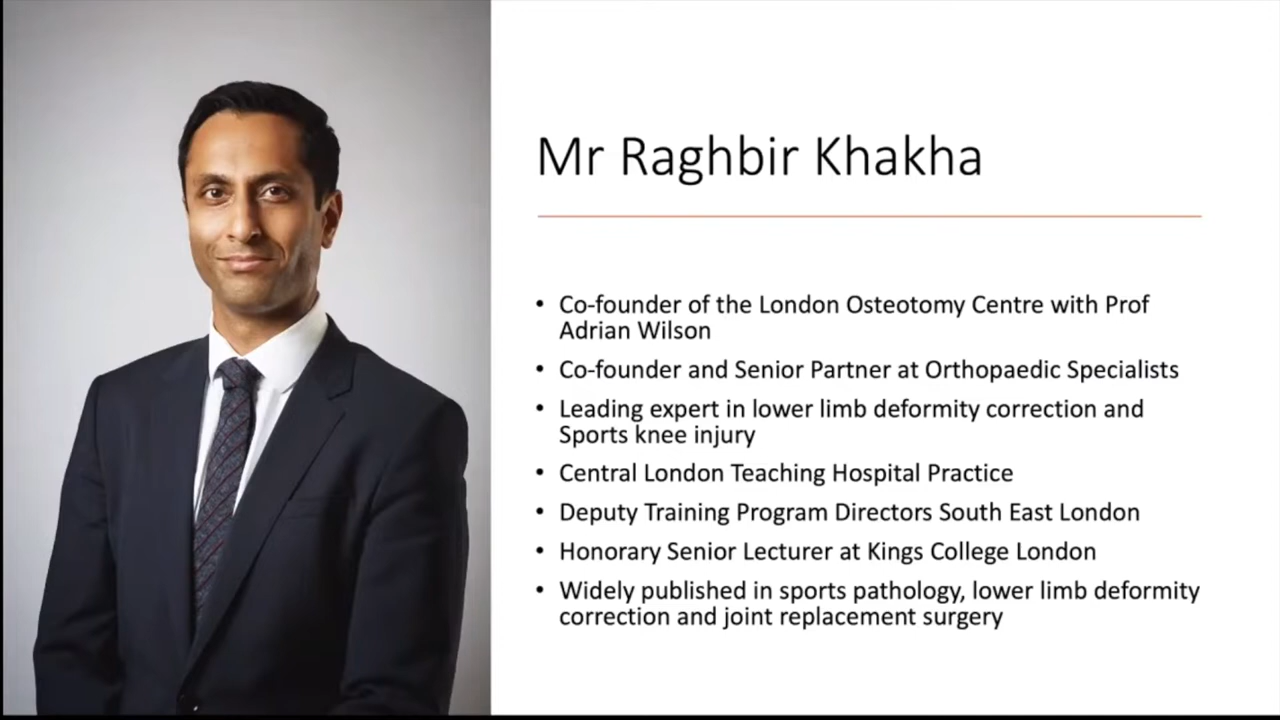 Mr Raghbir Khakha
• Co-founder of the London Osteotomy Centre with Prof
Adrian Wilson
• Co-founder and Senior Partner at Orthopaedic Specialists
• Leading expert in lower limb deformity correction and
Sports knee injury
• Central London Teaching Hospital Practice
• Deputy Training Program Directors South East London
• Honorary Senior Lecturer at Kings College London
• Widely published in sports pathology, lower limb deformity
correction and joint replacement surgery